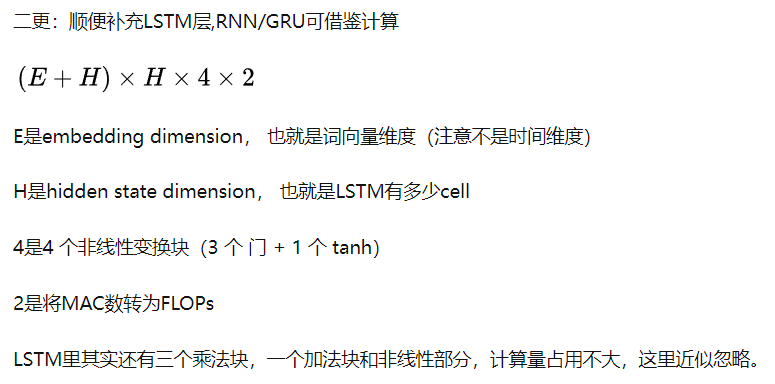 二更：顺便补充LSTM层,RNN/GRU可借鉴计算
(E + H) × H × 4 × 2
E是embedding dimension， 也就是词向量维度（注意不是时间维度）
H是hidden state dimension， 也就是LSTM有多少cell
4是4 个非线性变换块（3 个 门 + 1 个 tanh）
2是将MAC数转为FLOPs
LSTM里其实还有三个乘法块，一个加法块和非线性部分，计算量占用不大，这里近似忽略。